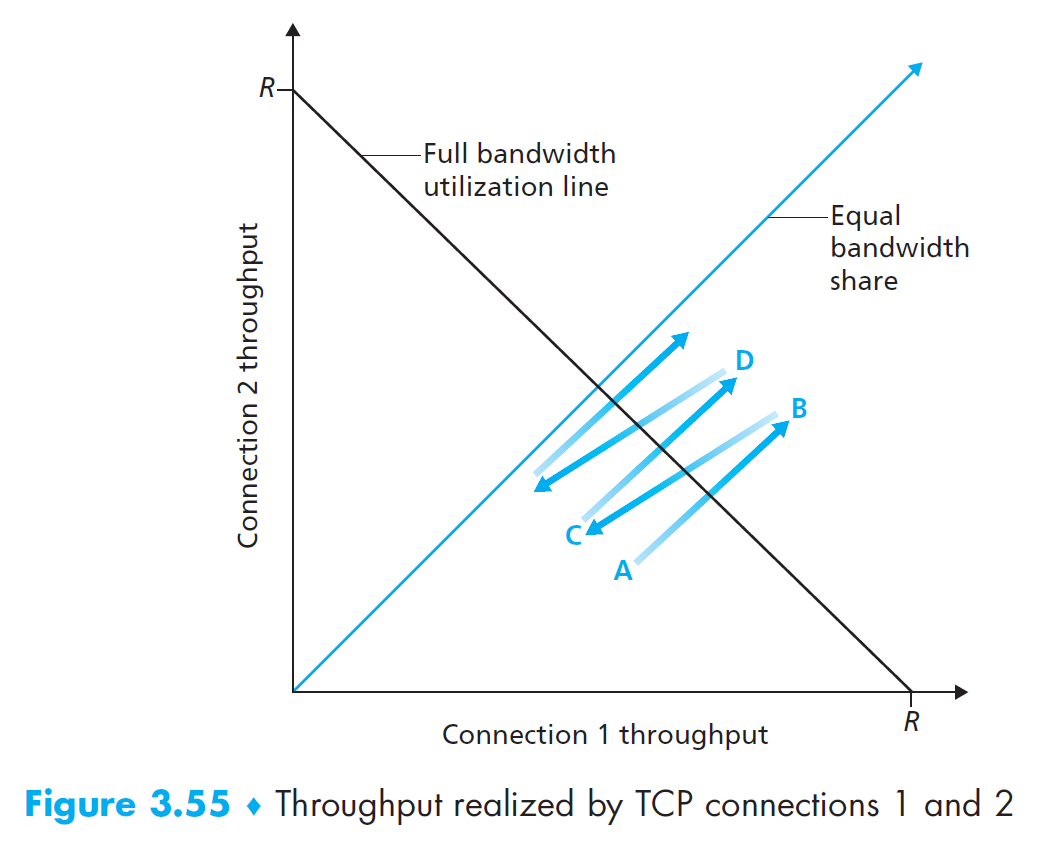 R
Full bandwidth
utilization line
Equal
bandwidth
share
Connection 2 throughput
D
B
C
A
R
Connection 1 throughput
Figure 3.55 ♦ Throughput realized by TCP connections 1 and 2